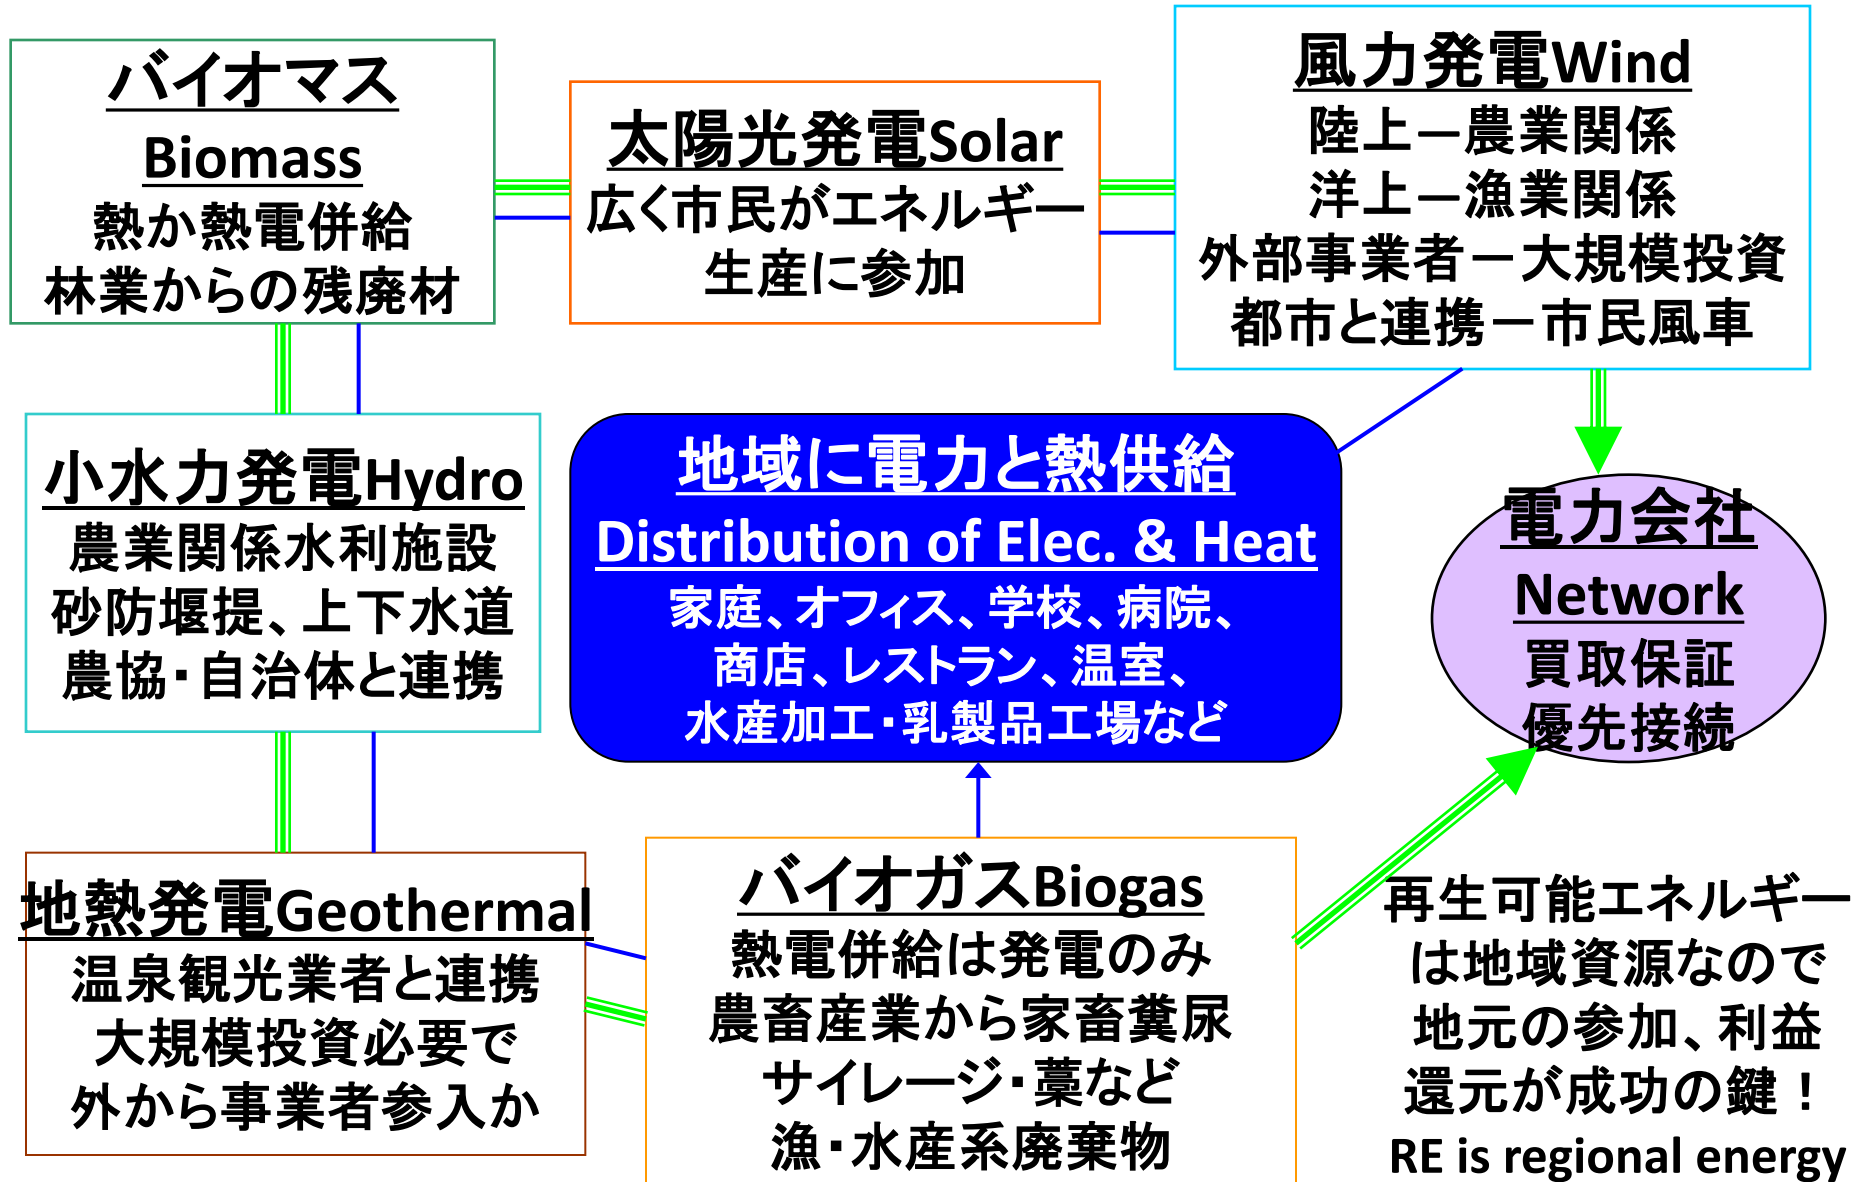 バイオマス
Biomass
熱か熱電併給
林業からの残廃材
太陽光発電Solar
広く市民がエネルギー
生産に参加
風力発電Wind
陸上－農業関係
洋上－漁業関係
外部事業者－大規模投資
都市と連携－市民風車
小水力発電Hydro
農業関係水利施設
砂防堰提、上下水道
農協・自治体と連携
地域に電力と熱供給
Distribution of Elec. & Heat
家庭、オフィス、学校、病院、
商店、レストラン、温室、
水産加工・乳製品工場など
電力会社
Network
買取保証
優先接続
地熱発電Geothermal
温泉観光業者と連携
大規模投資必要で
外から事業者参入か
バイオガスBiogas
熱電併給は発電のみ
農畜産業から家畜糞尿
サイレージ・藁など
漁・水産系廃棄物
再生可能エネルギー
は地域資源なので
地元の参加、利益
還元が成功の鍵！
RE is regional energy